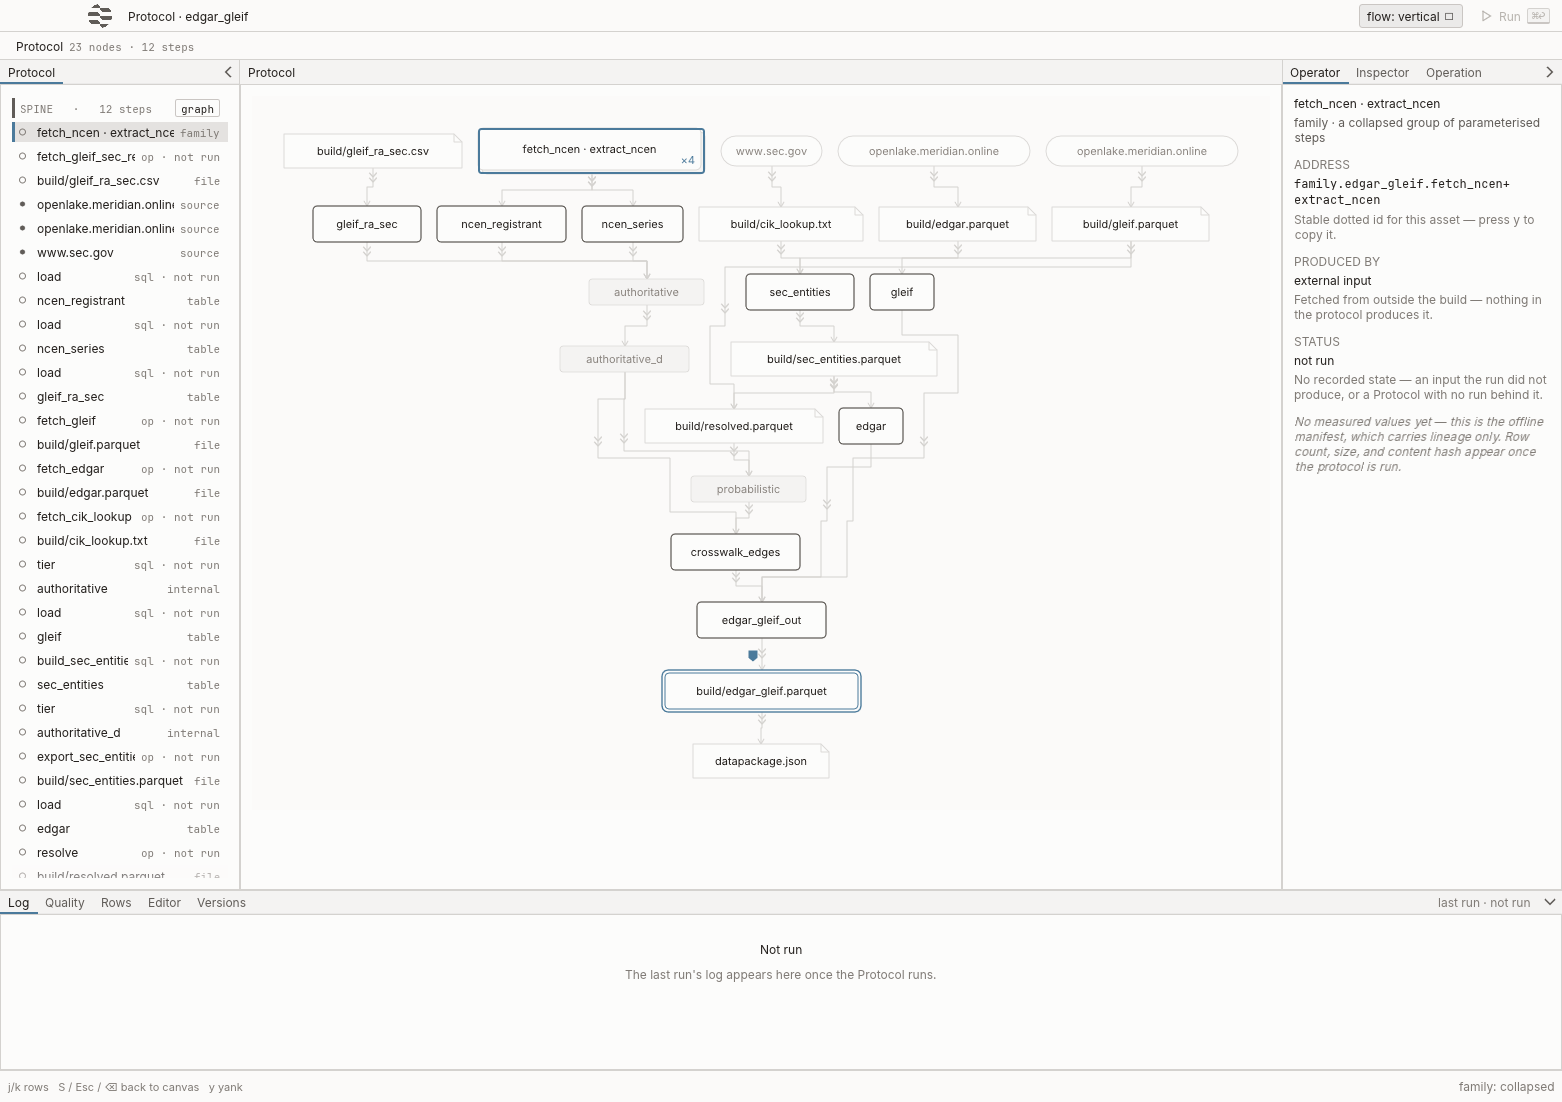 Protocol · edgar_gleif
flow: vertical
Run
Protocol 23 nodes · 12 steps
Protocol
SPINE · 12 steps graph
fetch_ncen · extract_nce family
fetch_gleif_sec_re op · not run
build/gleif_ra_sec.csv file
openlake.meridian.online source
openlake.meridian.online source
www.sec.gov source
load sql · not run
ncen_registrant table
load sql · not run
ncen_series table
load sql · not run
gleif_ra_sec table
fetch_gleif op · not run
build/gleif.parquet file
fetch_edgar op · not run
build/edgar.parquet file
fetch_cik_lookup op · not run
build/cik_lookup.txt file
tier sql · not run
authoritative internal
load sql · not run
gleif table
build_sec_entitie sql · not run
sec_entities table
tier sql · not run
authoritative_d internal
export_sec_entitie op · not run
build/sec_entities.parquet file
load sql · not run
edgar table
resolve op · not run
build/resolved.parquet file
Protocol
build/gleif_ra_sec.csv
fetch_ncen · extract_ncen
×4
www.sec.gov
openlake.meridian.online
openlake.meridian.online
gleif_ra_sec
ncen_registrant
ncen_series
build/cik_lookup.txt
build/edgar.parquet
build/gleif.parquet
authoritative
sec_entities
gleif
authoritative_d
build/sec_entities.parquet
build/resolved.parquet
edgar
probabilistic
crosswalk_edges
edgar_gleif_out
build/edgar_gleif.parquet
datapackage.json
Operator Inspector Operation
fetch_ncen · extract_ncen
family · a collapsed group of parameterised
steps
ADDRESS
family.edgar_gleif.fetch_ncen+
extract_ncen
Stable dotted id for this asset — press y to
copy it.
PRODUCED BY
external input
Fetched from outside the build — nothing in
the protocol produces it.
STATUS
not run
No recorded state — an input the run did not
produce, or a Protocol with no run behind it.
No measured values yet — this is the offline
manifest, which carries lineage only. Row
count, size, and content hash appear once
the protocol is run.
Log Quality Rows Editor Versions
last run · not run
Not run
The last run's log appears here once the Protocol runs.
j/k rows S / Esc / ⌫ back to canvas y yank
family: collapsed